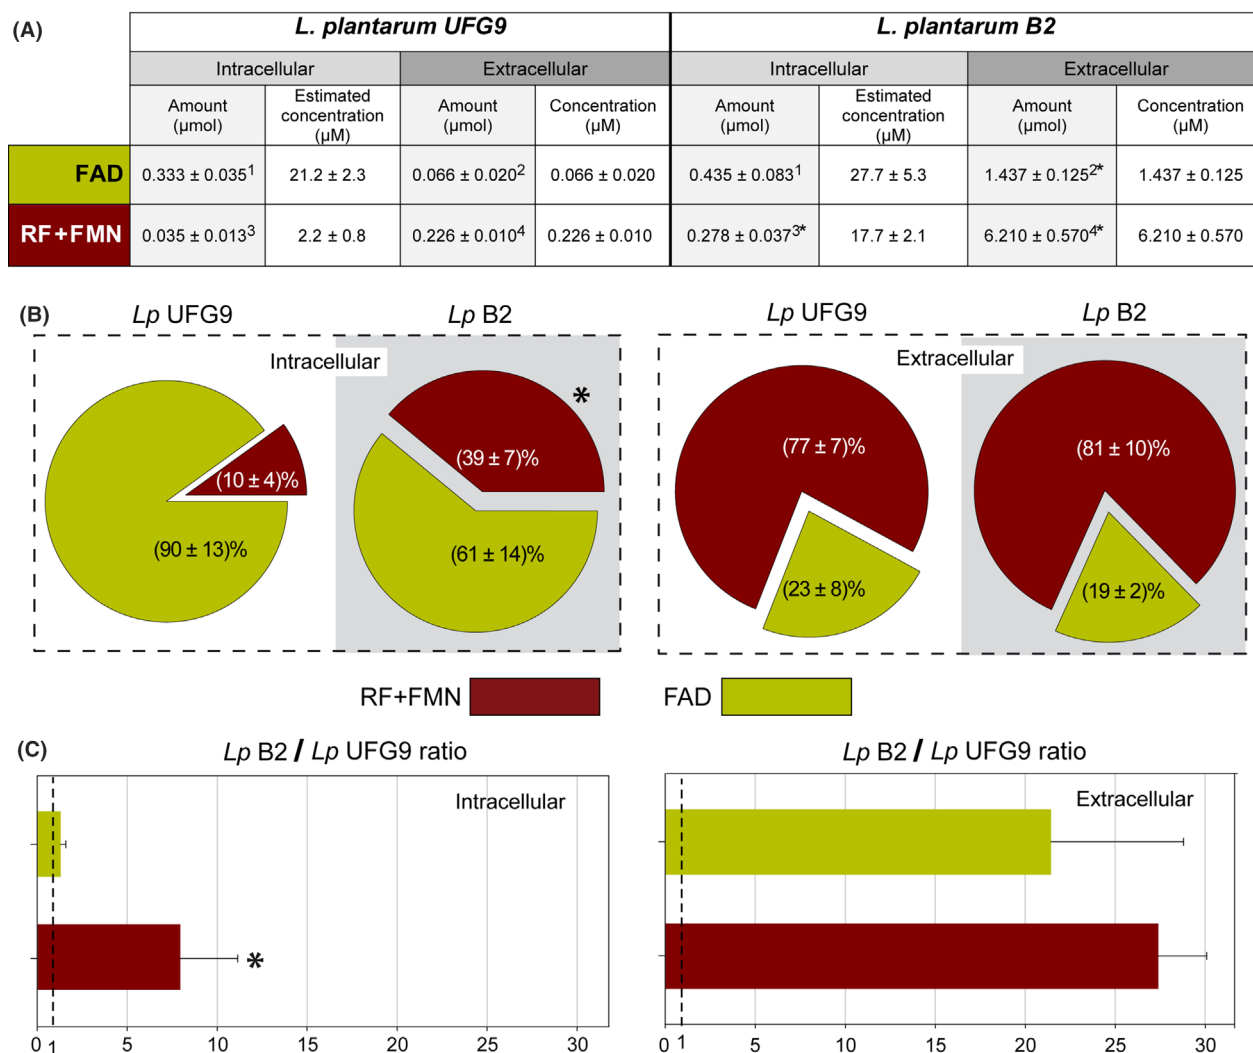 (A)
L. plantarum UFG9
L. plantarum B2
Intracellular
Extracellular
Intracellular
Extracellular
Amount (µmol)
Estimated concentration (µM)
Amount (µmol)
Concentration (µM)
Amount (µmol)
Estimated concentration (µM)
Amount (µmol)
Concentration (µM)
FAD 0.333 ± 0.035¹ 21.2 ± 2.3 0.066 ± 0.020² 0.066 ± 0.020 0.435 ± 0.083¹ 27.7 ± 5.3 1.437 ± 0.125²* 1.437 ± 0.125
RF+FMN 0.035 ± 0.013³ 2.2 ± 0.8 0.226 ± 0.010⁴ 0.226 ± 0.010 0.278 ± 0.037³* 17.7 ± 2.1 6.210 ± 0.570⁴* 6.210 ± 0.570
(B)
Lp UFG9
Lp B2
Lp UFG9
Lp B2
Intracellular
Extracellular
*
(10 ± 4)%
(90 ± 13)%
(39 ± 7)%
(61 ± 14)%
(77 ± 7)%
(23 ± 8)%
(81 ± 10)%
(19 ± 2)%
RF+FMN
FAD
(C)
Lp B2 / Lp UFG9 ratio
Intracellular
*
0 1 5 10 15 20 25 30
Lp B2 / Lp UFG9 ratio
Extracellular
0 1 5 10 15 20 25 30